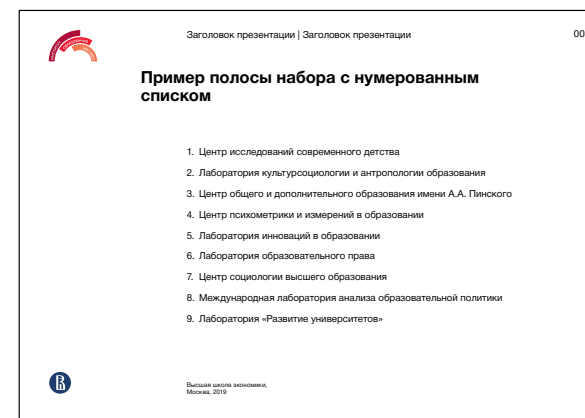 Заголовок презентации | Заголовок презентации
00
Пример полосы набора с нумерованным
списком
1. Центр исследований современного детства
2. Лаборатория культурсоциологии и антропологии образования
3. Центр общего и дополнительного образования имени А.А. Пинского
4. Центр психометрики и измерений в образовании
5. Лаборатория инноваций в образовании
6. Лаборатория образовательного права
7. Центр социологии высшего образования
8. Международная лаборатория анализа образовательной политики
9. Лаборатория «Развитие университетов»
Высшая школа экономики,
Москва, 2019